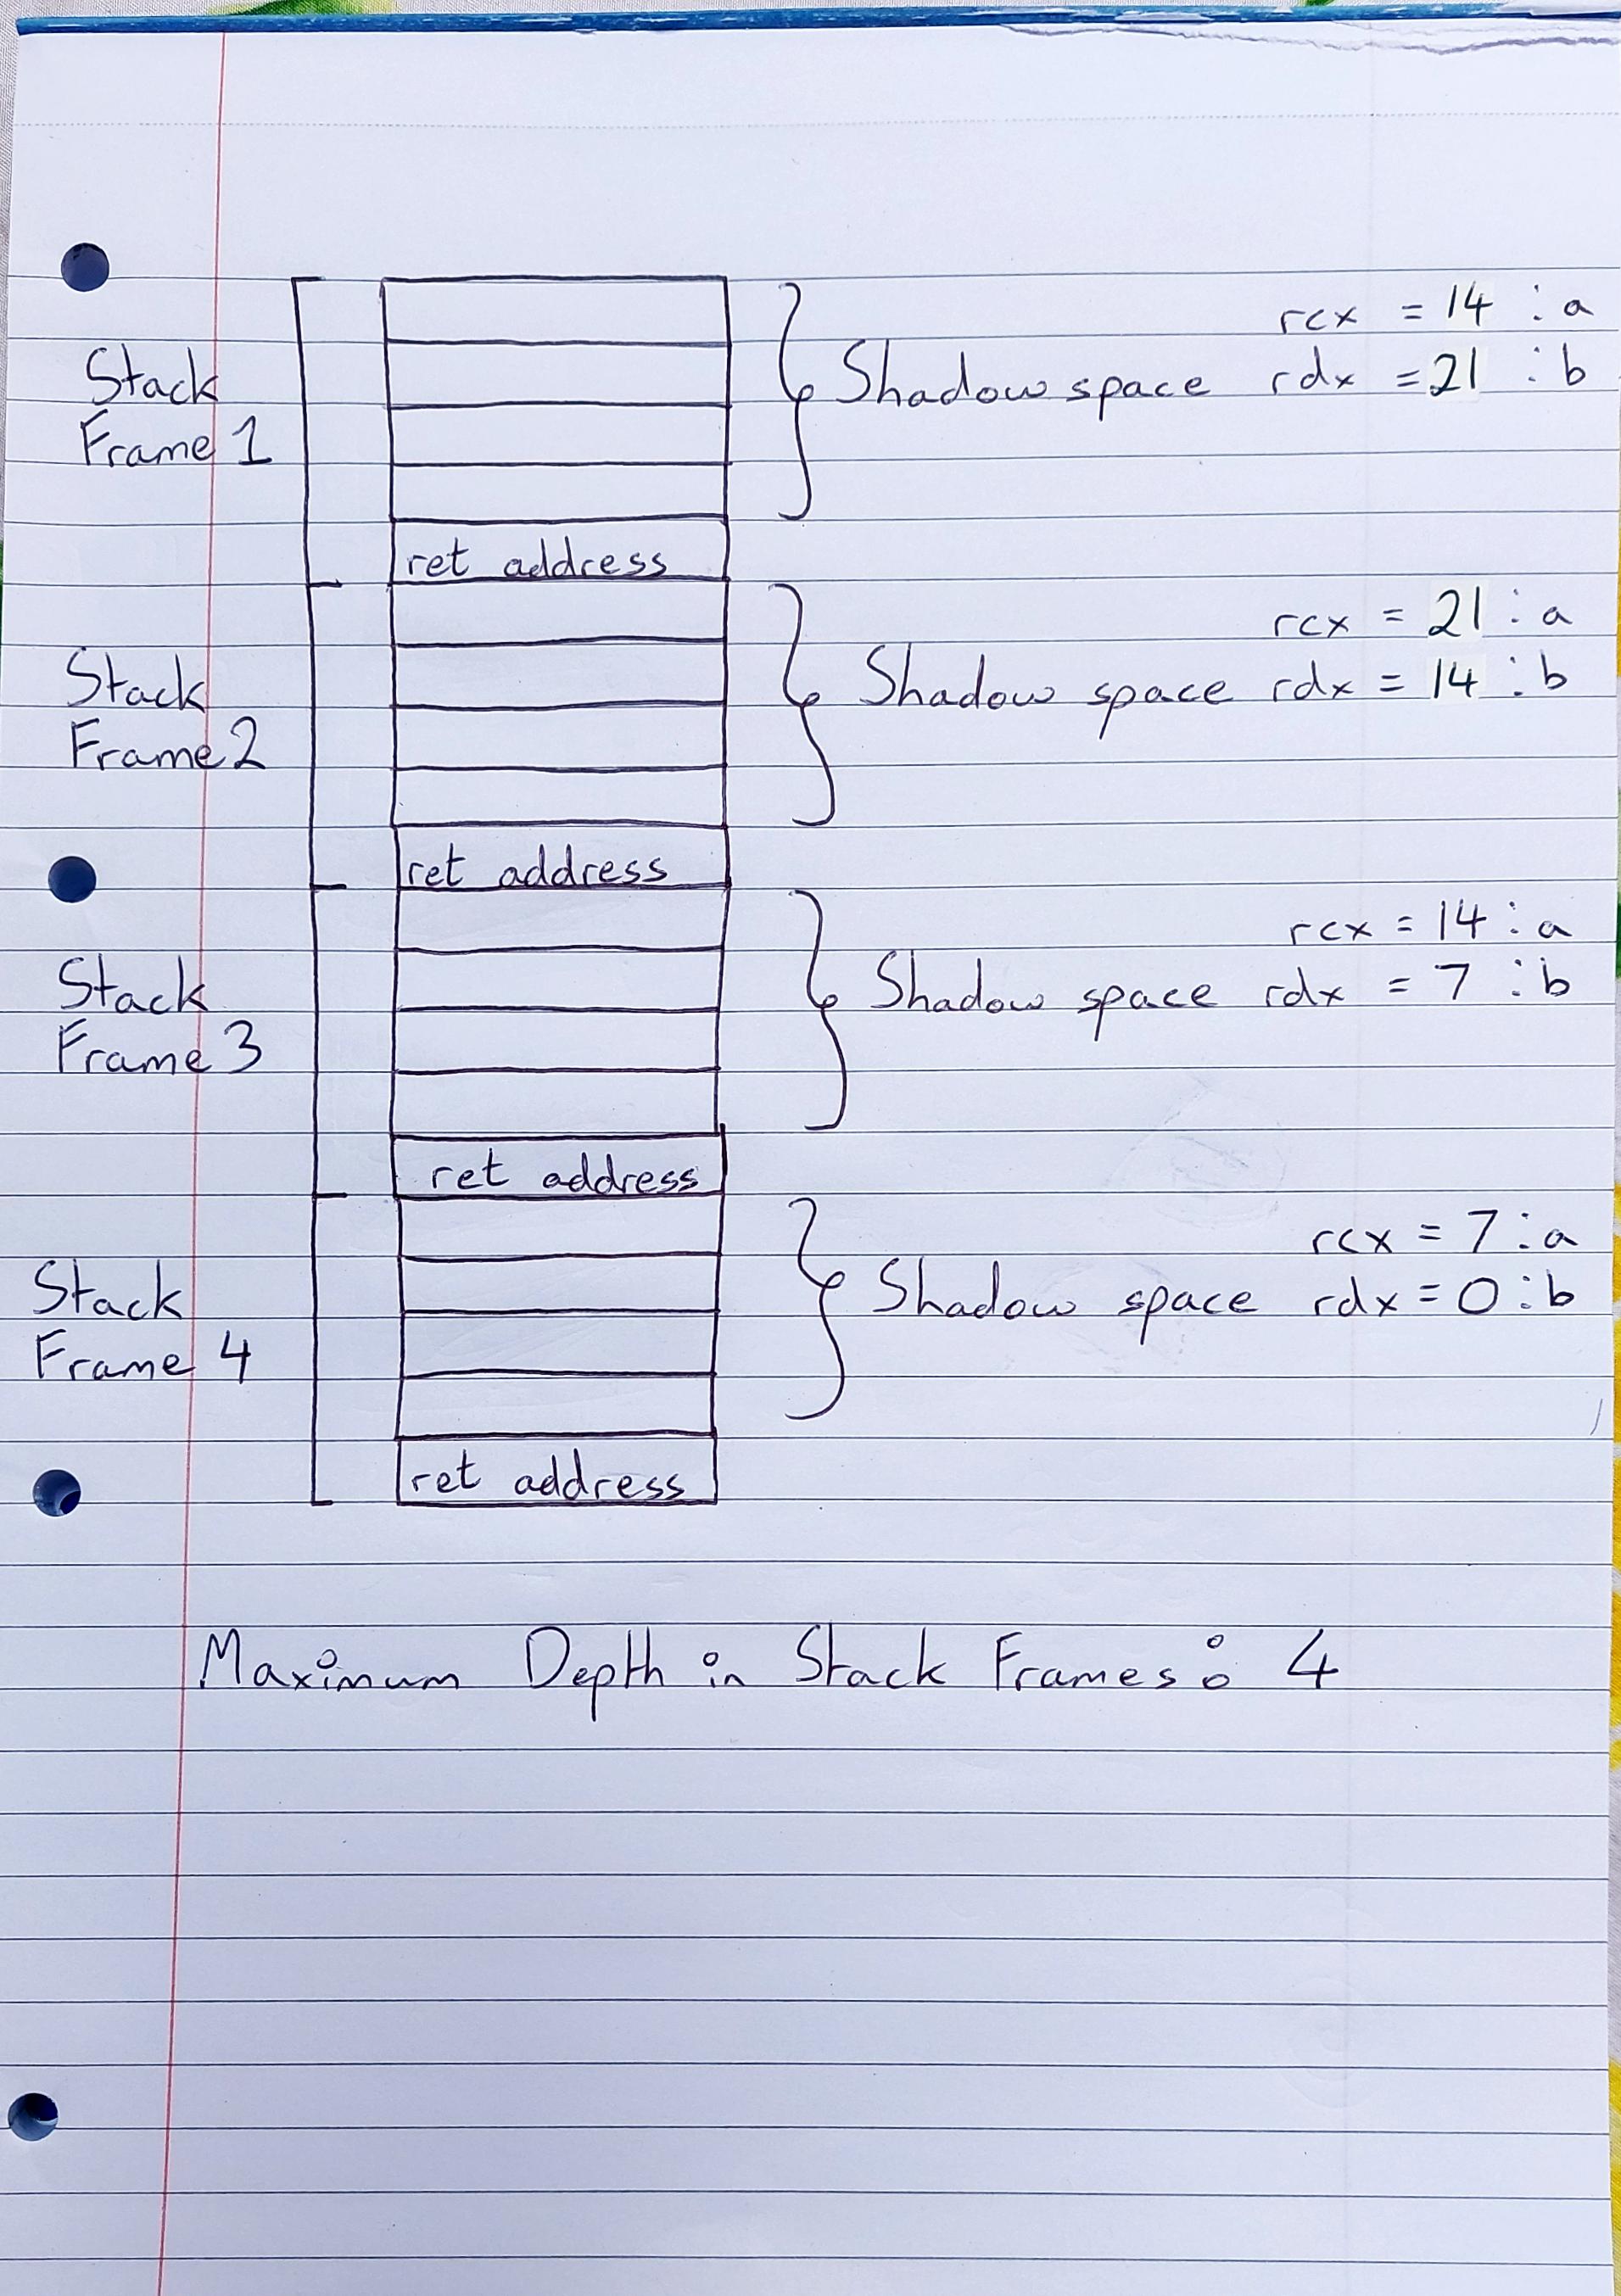 rcx = 14 : a
Stack
Shadow space rdx = 21 : b
Frame 1
ret address
rcx = 21 : a
Stack
Shadow space rdx = 14 : b
Frame 2
ret address
rcx = 14 : a
Stack
Shadow space rdx = 7 : b
Frame 3
ret address
rcx = 7 : a
Stack
Shadow space rdx = 0 : b
Frame 4
ret address
Maximum Depth in Stack Frames : 4